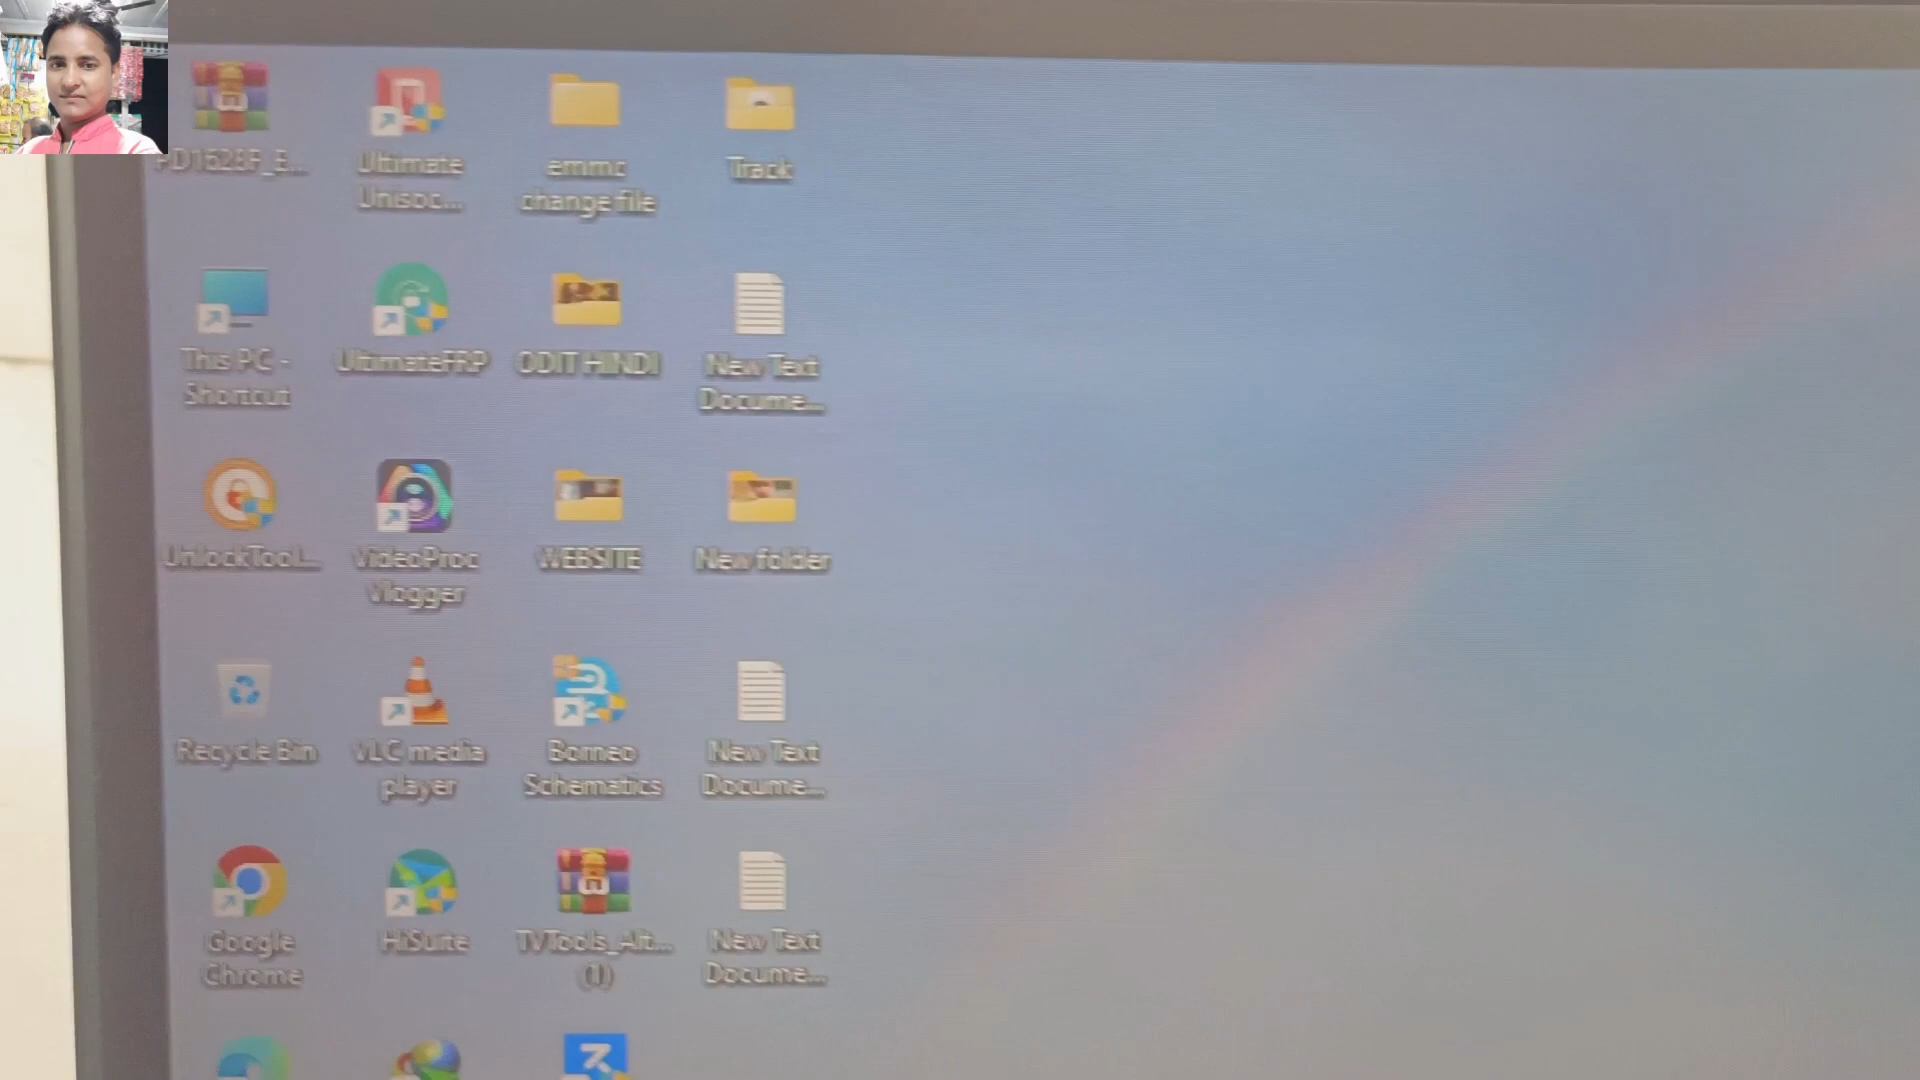 PD1628F_E...
Ultimate
Unisoc...
emmc
change file
Track
This PC -
Shortcut
UltimateFRP
ODIT HINDI
New Text
Docume...
UnlockTool...
VideoProc
Vlogger
WEBSITE
New folder
Recycle Bin
VLC media
player
Borneo
Schematics
New Text
Docume...
Google
Chrome
HiSuite
TVTools_Alt...
(1)
New Text
Docume...